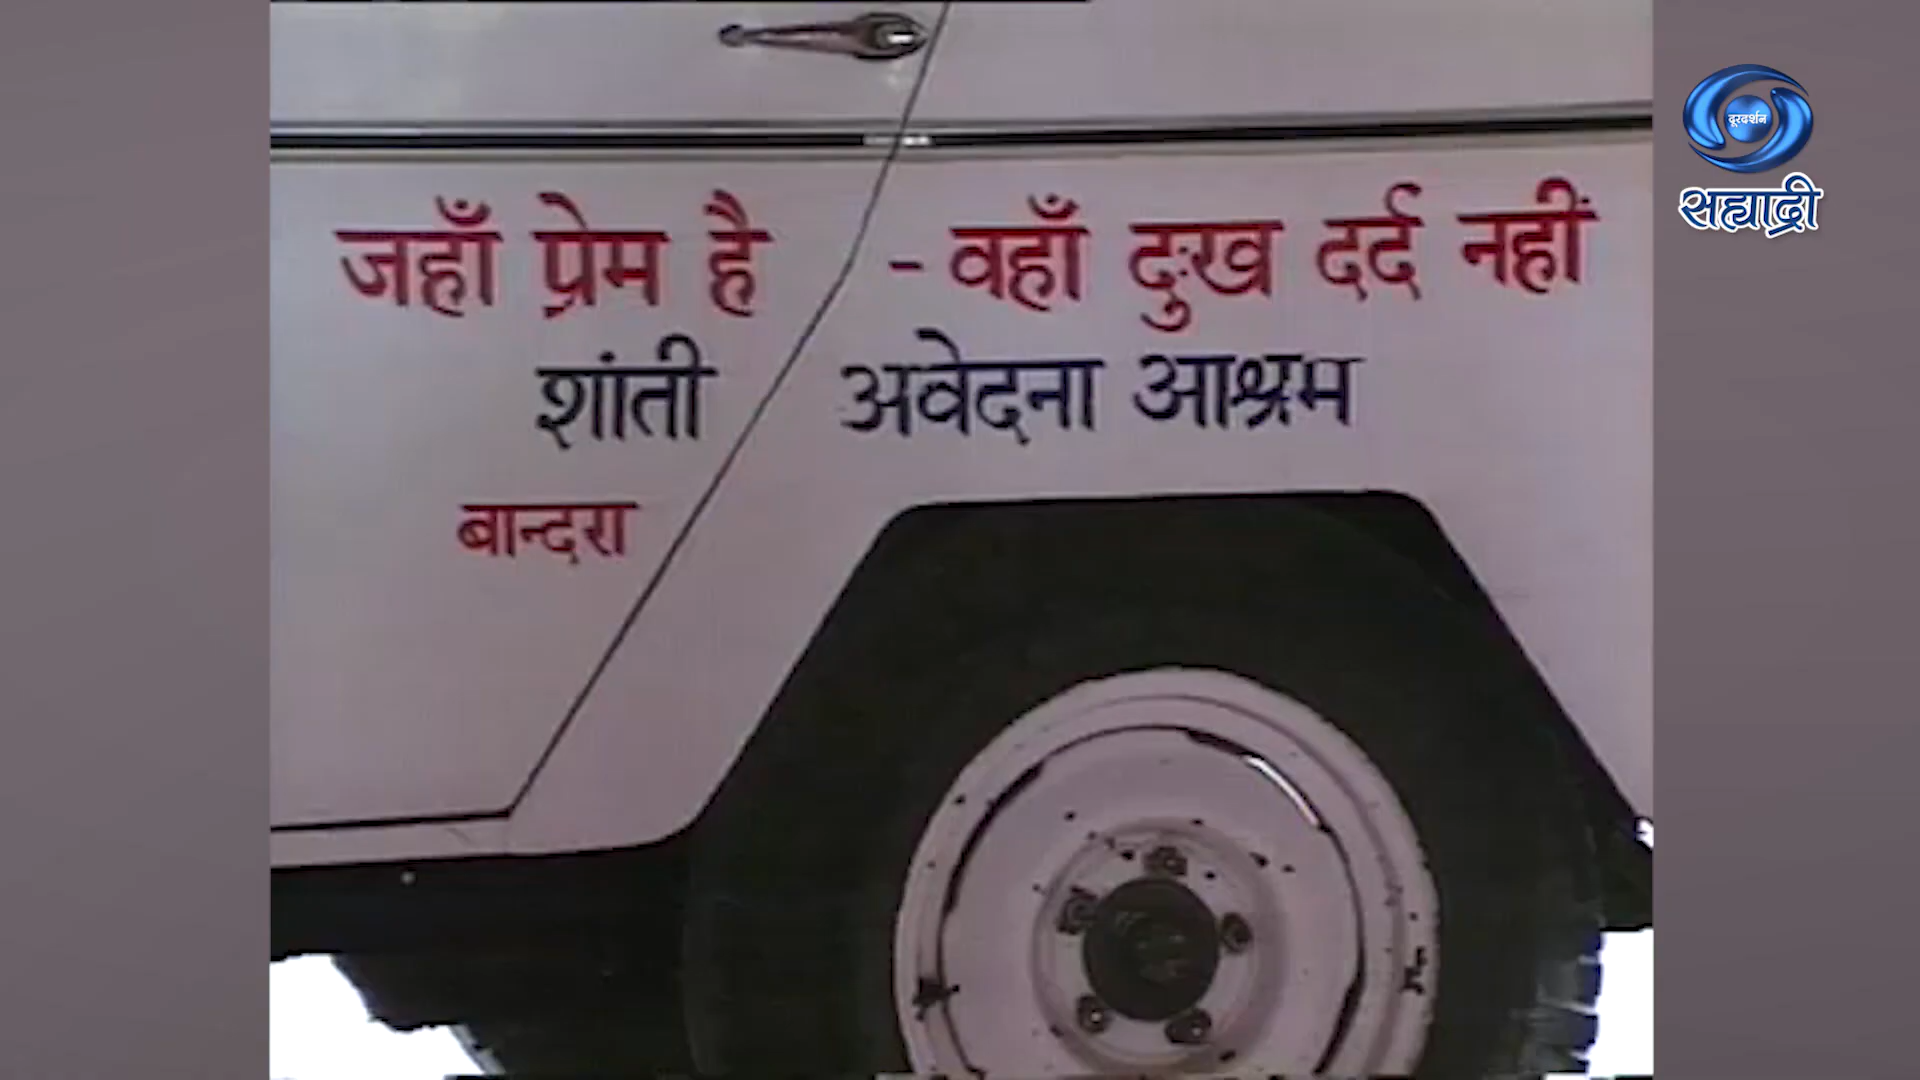 जहाँ प्रेम है - वहाँ दुःख दर्द नहीं
शांती अवेदना आश्रम
बान्दरा
दूरदर्शन
सह्याद्री